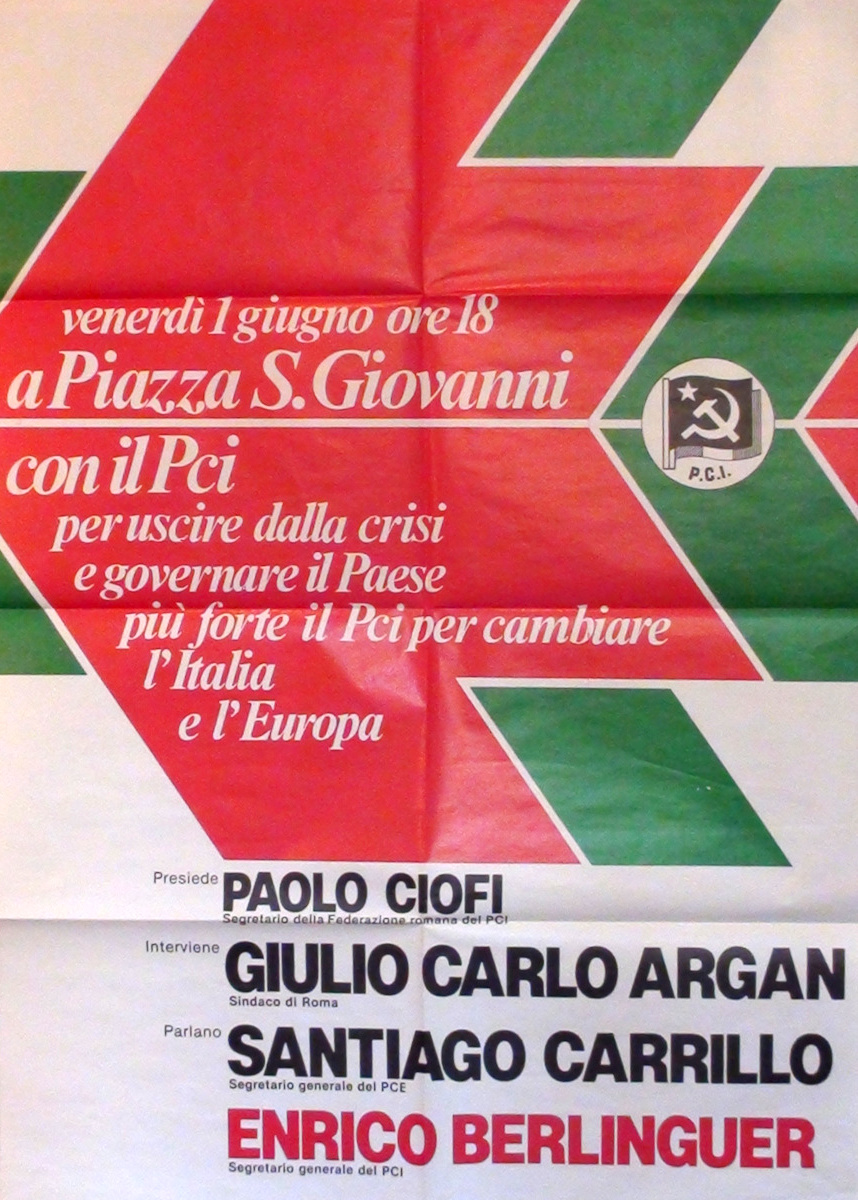 venerdì 1 giugno ore 18
a Piazza S. Giovanni
con il Pci
per uscire dalla crisi
e governare il Paese
più forte il Pci per cambiare
l'Italia
e l'Europa
P.C.I.
Presiede PAOLO CIOFI
Segretario della Federazione romana del PCI
Interviene GIULIO CARLO ARGAN
Sindaco di Roma
Parlano SANTIAGO CARRILLO
Segretario generale del PCE
ENRICO BERLINGUER
Segretario generale del PCI